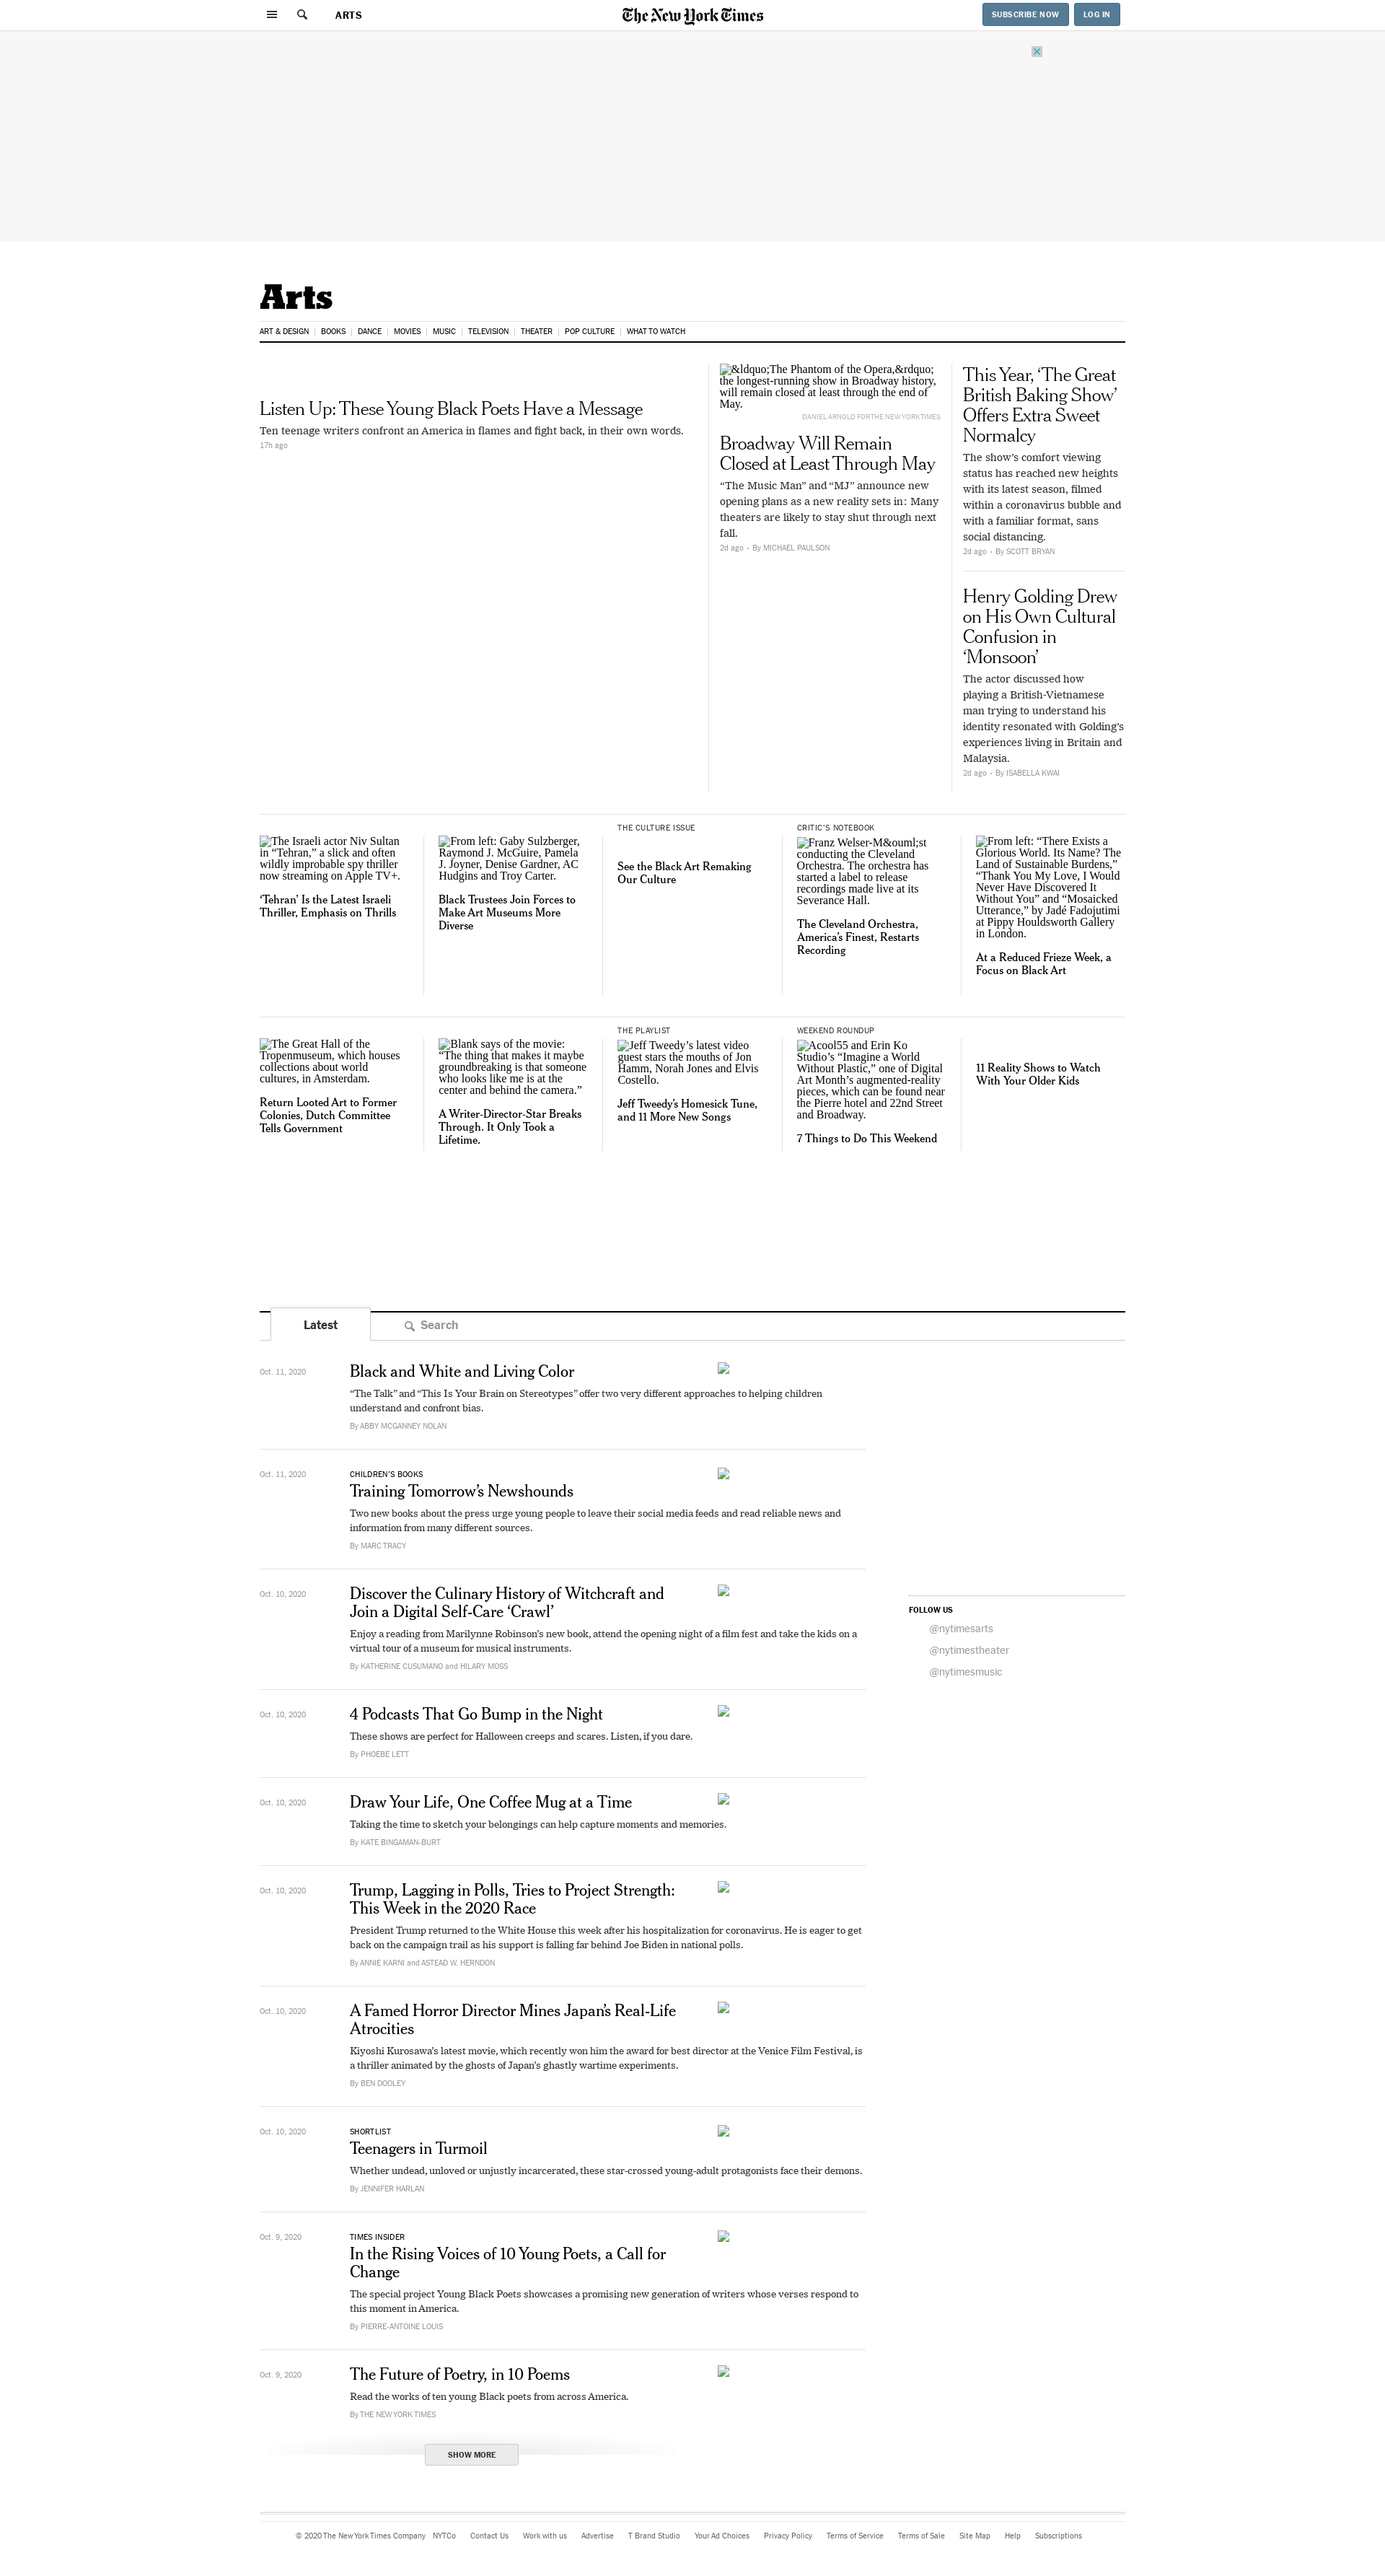 ARTS
The New York Times
SUBSCRIBE NOW
LOG IN
Arts
ART & DESIGN
BOOKS
DANCE
MOVIES
MUSIC
TELEVISION
THEATER
POP CULTURE
WHAT TO WATCH
Listen Up: These Young Black Poets Have a Message
Ten teenage writers confront an America in flames and fight back, in their own words.
17h ago
&ldquo;The Phantom of the Opera,&rdquo;
the longest-running show in Broadway history,
will remain closed at least through the end of
May.
DANIEL ARNOLD FOR THE NEW YORK TIMES
Broadway Will Remain
Closed at Least Through May
“The Music Man” and “MJ” announce new
opening plans as a new reality sets in: Many
theaters are likely to stay shut through next
fall.
2d ago • By MICHAEL PAULSON
This Year, ‘The Great
British Baking Show’
Offers Extra Sweet
Normalcy
The show’s comfort viewing
status has reached new heights
with its latest season, filmed
within a coronavirus bubble and
with a familiar format, sans
social distancing.
2d ago • By SCOTT BRYAN
Henry Golding Drew
on His Own Cultural
Confusion in
‘Monsoon’
The actor discussed how
playing a British-Vietnamese
man trying to understand his
identity resonated with Golding’s
experiences living in Britain and
Malaysia.
2d ago • By ISABELLA KWAI
The Israeli actor Niv Sultan
in “Tehran,” a slick and often
wildly improbable spy thriller
now streaming on Apple TV+.
‘Tehran’ Is the Latest Israeli
Thriller, Emphasis on Thrills
From left: Gaby Sulzberger,
Raymond J. McGuire, Pamela
J. Joyner, Denise Gardner, AC
Hudgins and Troy Carter.
Black Trustees Join Forces to
Make Art Museums More
Diverse
THE CULTURE ISSUE
See the Black Art Remaking
Our Culture
CRITIC’S NOTEBOOK
Franz Welser-M&ouml;st
conducting the Cleveland
Orchestra. The orchestra has
started a label to release
recordings made live at its
Severance Hall.
The Cleveland Orchestra,
America’s Finest, Restarts
Recording
From left: “There Exists a
Glorious World. Its Name? The
Land of Sustainable Burdens,”
“Thank You My Love, I Would
Never Have Discovered It
Without You” and “Mosaicked
Utterance,” by Jadé Fadojutimi
at Pippy Houldsworth Gallery
in London.
At a Reduced Frieze Week, a
Focus on Black Art
The Great Hall of the
Tropenmuseum, which houses
collections about world
cultures, in Amsterdam.
Return Looted Art to Former
Colonies, Dutch Committee
Tells Government
Blank says of the movie:
“The thing that makes it maybe
groundbreaking is that someone
who looks like me is at the
center and behind the camera.”
A Writer-Director-Star Breaks
Through. It Only Took a
Lifetime.
THE PLAYLIST
Jeff Tweedy’s latest video
guest stars the mouths of Jon
Hamm, Norah Jones and Elvis
Costello.
Jeff Tweedy’s Homesick Tune,
and 11 More New Songs
WEEKEND ROUNDUP
Acool55 and Erin Ko
Studio’s “Imagine a World
Without Plastic,” one of Digital
Art Month’s augmented-reality
pieces, which can be found near
the Pierre hotel and 22nd Street
and Broadway.
7 Things to Do This Weekend
11 Reality Shows to Watch
With Your Older Kids
Latest
Search
Oct. 11, 2020
Black and White and Living Color
“The Talk” and “This Is Your Brain on Stereotypes” offer two very different approaches to helping children
understand and confront bias.
By ABBY MCGANNEY NOLAN
Oct. 11, 2020
CHILDREN’S BOOKS
Training Tomorrow’s Newshounds
Two new books about the press urge young people to leave their social media feeds and read reliable news and
information from many different sources.
By MARC TRACY
Oct. 10, 2020
Discover the Culinary History of Witchcraft and
Join a Digital Self-Care ‘Crawl’
Enjoy a reading from Marilynne Robinson’s new book, attend the opening night of a film fest and take the kids on a
virtual tour of a museum for musical instruments.
By KATHERINE CUSUMANO and HILARY MOSS
Oct. 10, 2020
4 Podcasts That Go Bump in the Night
These shows are perfect for Halloween creeps and scares. Listen, if you dare.
By PHOEBE LETT
Oct. 10, 2020
Draw Your Life, One Coffee Mug at a Time
Taking the time to sketch your belongings can help capture moments and memories.
By KATE BINGAMAN-BURT
Oct. 10, 2020
Trump, Lagging in Polls, Tries to Project Strength:
This Week in the 2020 Race
President Trump returned to the White House this week after his hospitalization for coronavirus. He is eager to get
back on the campaign trail as his support is falling far behind Joe Biden in national polls.
By ANNIE KARNI and ASTEAD W. HERNDON
Oct. 10, 2020
A Famed Horror Director Mines Japan’s Real-Life
Atrocities
Kiyoshi Kurosawa’s latest movie, which recently won him the award for best director at the Venice Film Festival, is
a thriller animated by the ghosts of Japan’s ghastly wartime experiments.
By BEN DOOLEY
Oct. 10, 2020
SHORTLIST
Teenagers in Turmoil
Whether undead, unloved or unjustly incarcerated, these star-crossed young-adult protagonists face their demons.
By JENNIFER HARLAN
Oct. 9, 2020
TIMES INSIDER
In the Rising Voices of 10 Young Poets, a Call for
Change
The special project Young Black Poets showcases a promising new generation of writers whose verses respond to
this moment in America.
By PIERRE-ANTOINE LOUIS
Oct. 9, 2020
The Future of Poetry, in 10 Poems
Read the works of ten young Black poets from across America.
By THE NEW YORK TIMES
SHOW MORE
FOLLOW US
@nytimesarts
@nytimestheater
@nytimesmusic
© 2020 The New York Times Company
NYTCo
Contact Us
Work with us
Advertise
T Brand Studio
Your Ad Choices
Privacy Policy
Terms of Service
Terms of Sale
Site Map
Help
Subscriptions